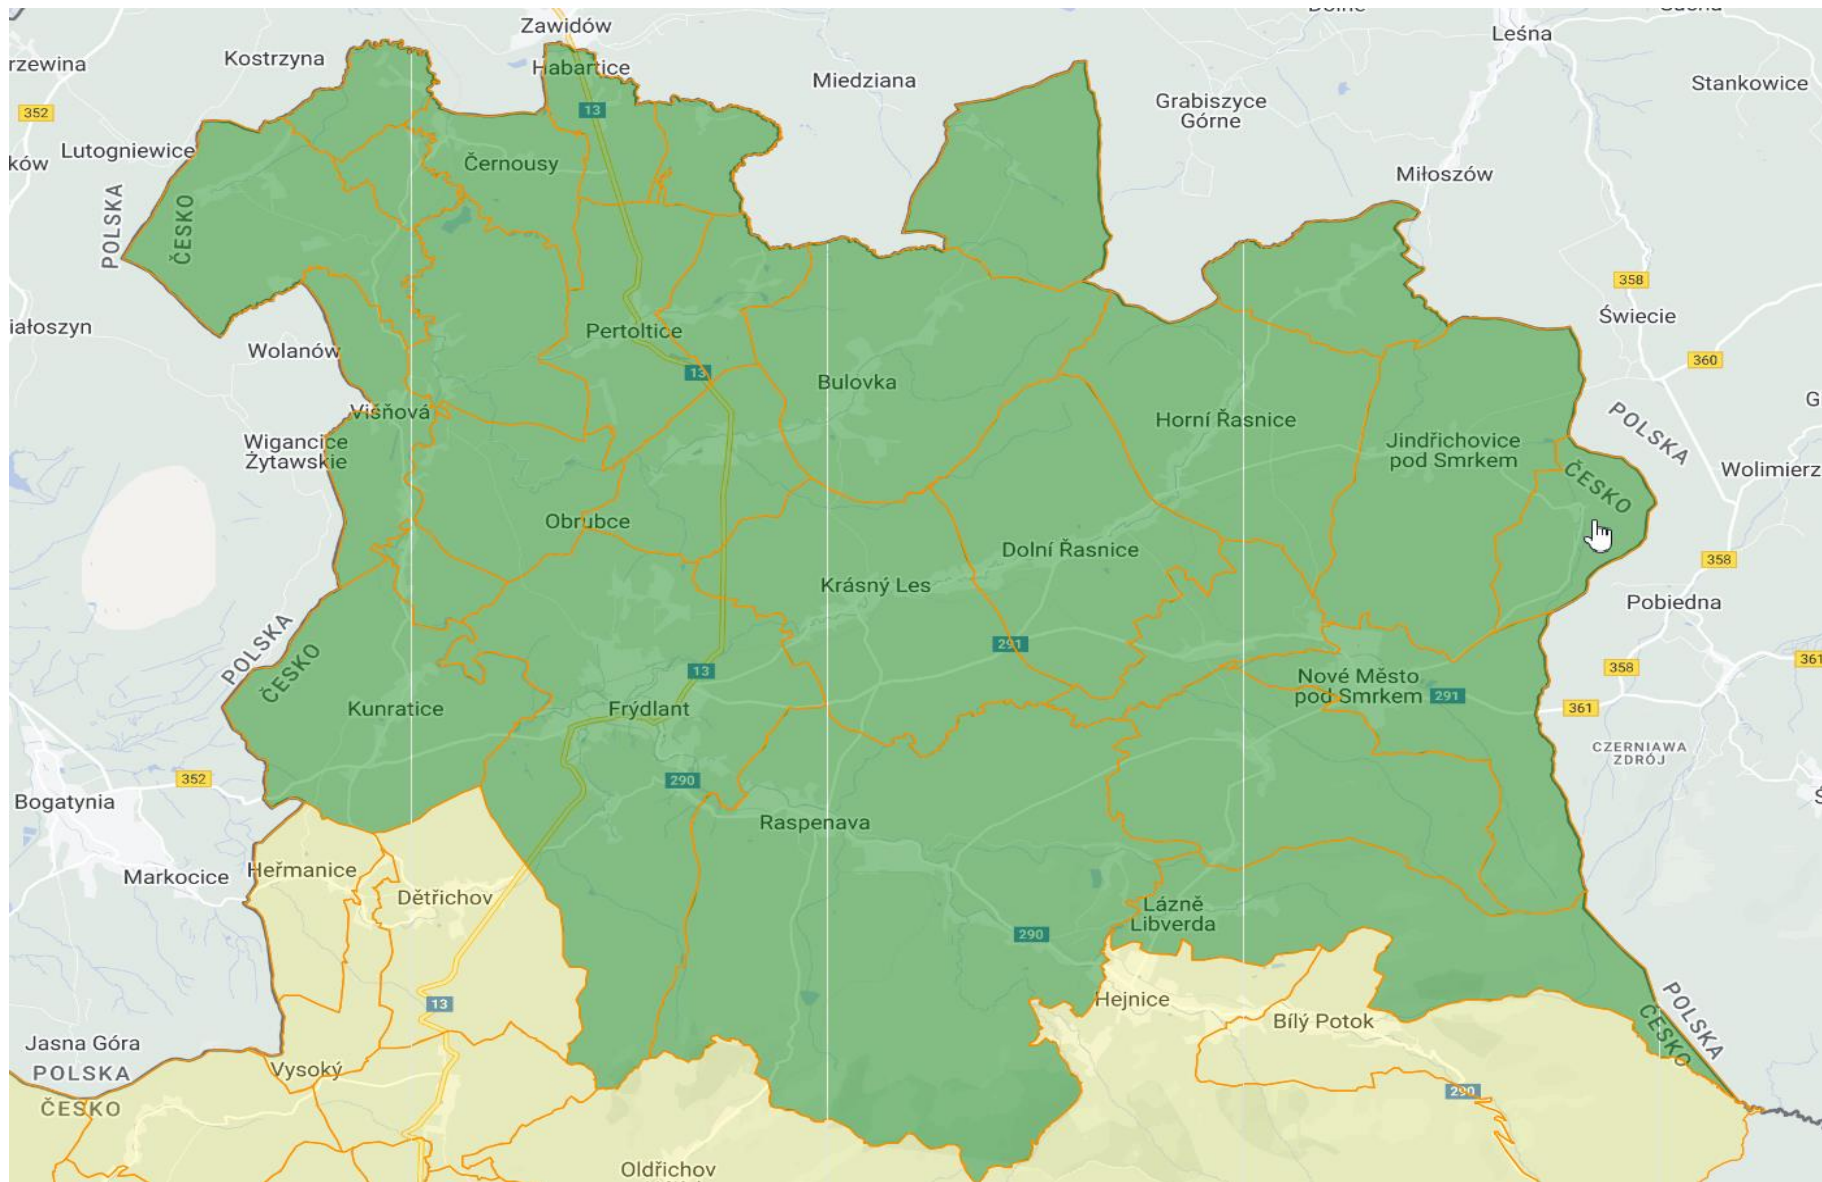 Zawidów
Leśna
rzewina
Kostrzyna
Habartice
Miedziana
Stankowice
352
13
Grabiszyce
Górne
Lutogniewice
ków
Černousy
Miłoszów
POLSKA
ČESKO
358
Święcie
iałoszyn
Pertoltice
Wolanów
360
13
Bulovka
G
Višňová
Horní Řasnice
POLSKA
Wigancice
Żytawskie
Jindřichovice
pod Smrkem
Wolimierz
ČESKO
Obrubce
Dolní Řasnice
358
Krásný Les
Pobiedna
POLSKA
ČESKO
291
13
358
361
Nové Město
pod Smrkem
291
Kunratice
Frýdlant
361
CZERNIAWA
ZDRÓJ
352
290
Bogatynia
Raspenava
Heřmanice
Markocice
Dětřichov
Lázně
Libverda
290
13
Hejnice
POLSKA
ČESKO
Bílý Potok
Jasna Góra
POLSKA
Vysoký
290
ČESKO
Oldřichov